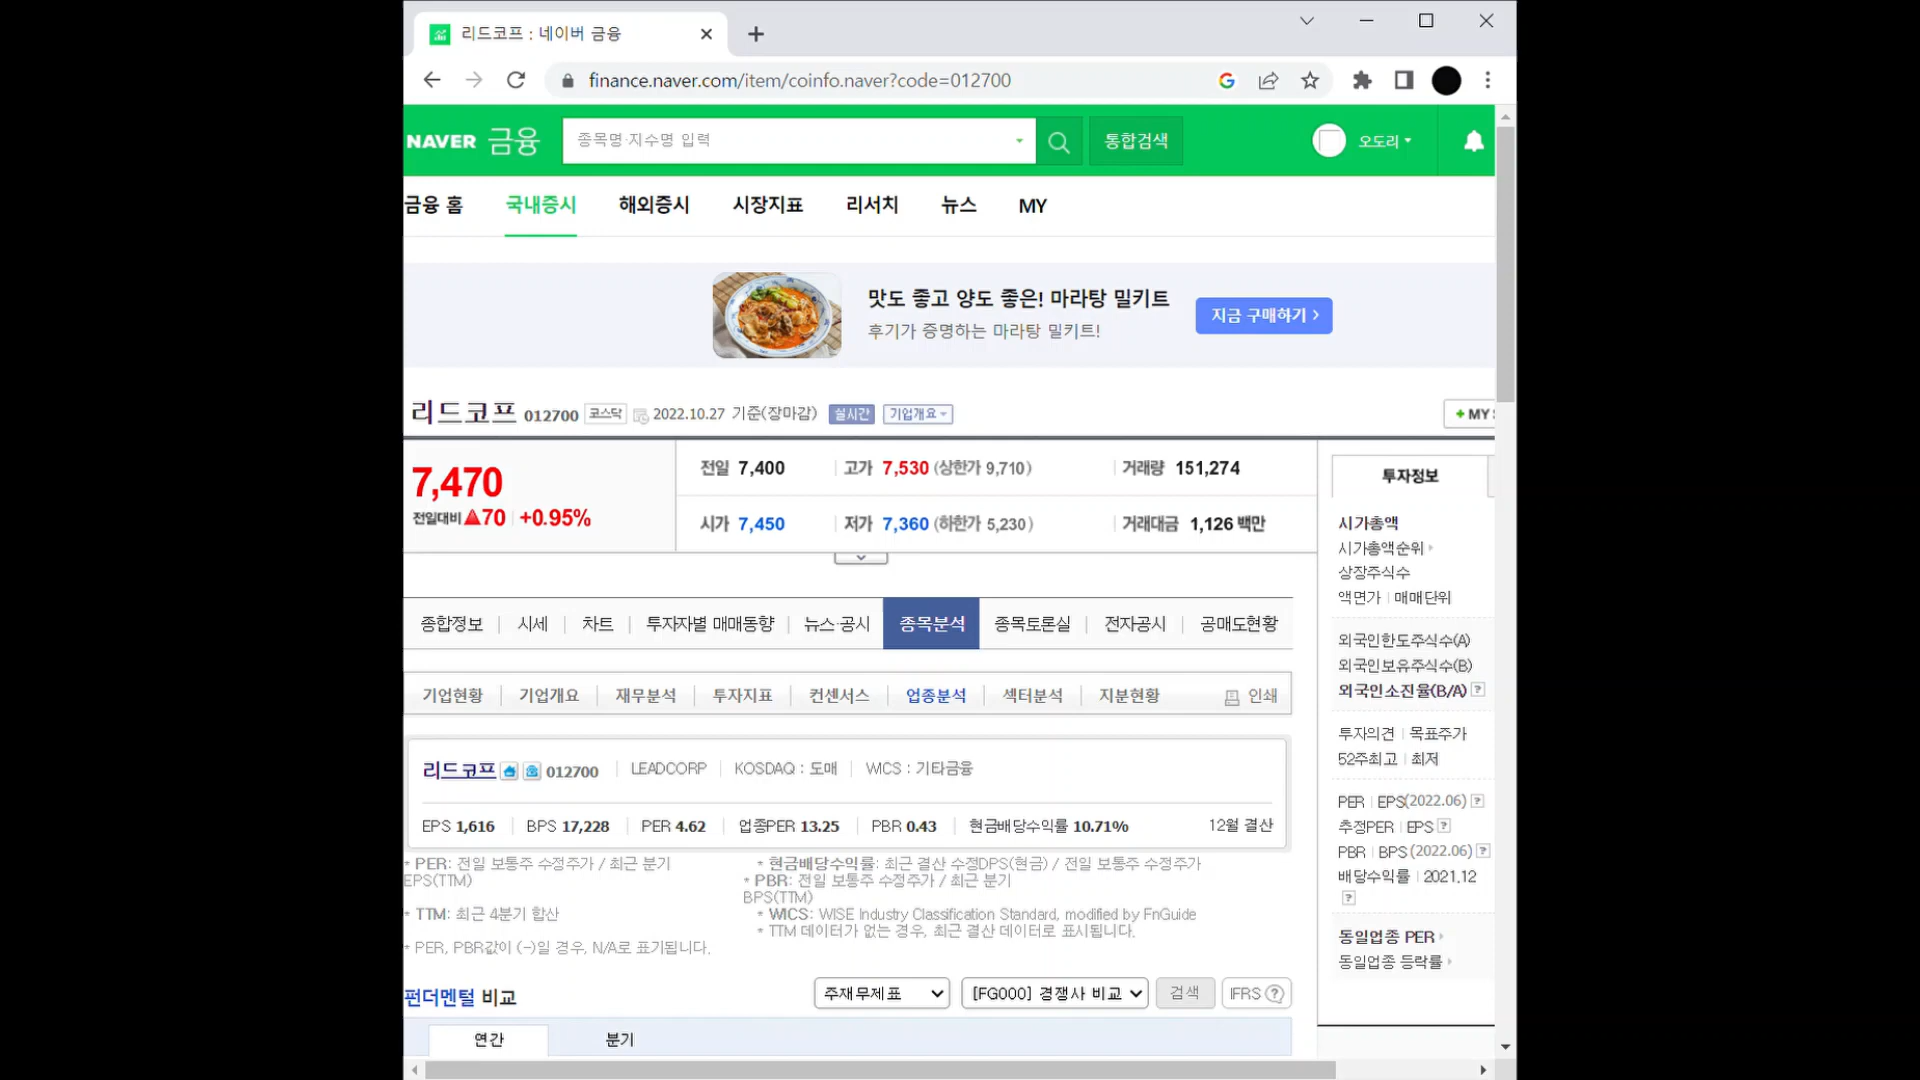 리드코프 : 네이버 금융
finance.naver.com/item/coinfo.naver?code=012700
NAVER 금융 종목명·지수명 입력 통합검색 오도리
금융 홈 국내증시 해외증시 시장지표 리서치 뉴스 MY
맛도 좋고 양도 좋은! 마라탕 밀키트
후기가 증명하는 마라탕 밀키트!
지금 구매하기 >
리드코프 012700 코스닥 2022.10.27 기준(장마감) 실시간 기업개요 + MY
7,470
전일대비 ▲70 +0.95%
전일 7,400 고가 7,530 (상한가 9,710) 거래량 151,274
시가 7,450 저가 7,360 (하한가 5,230) 거래대금 1,126 백만
투자정보
시가총액
시가총액순위
상장주식수
액면가 | 매매단위
외국인한도주식수(A)
외국인보유주식수(B)
외국인소진율(B/A) ?
투자의견 | 목표주가
52주최고 | 최저
PER | EPS(2022.06) ?
추정PER | EPS ?
PBR | BPS (2022.06) ?
배당수익률 | 2021.12
?
동일업종 PER
동일업종 등락률
종합정보 시세 차트 투자자별 매매동향 뉴스·공시 종목분석 종목토론실 전자공시 공매도현황
기업현황 기업개요 재무분석 투자지표 컨센서스 업종분석 섹터분석 지분현황 인쇄
리드코프 012700 LEADCORP KOSDAQ : 도매 WICS : 기타금융
EPS 1,616 BPS 17,228 PER 4.62 업종PER 13.25 PBR 0.43 현금배당수익률 10.71% 12월 결산
* PER: 전일 보통주 수정주가 / 최근 분기
EPS(TTM)
* TTM: 최근 4분기 합산
* PER, PBR값이 (-)일 경우, N/A로 표기됩니다.
* 현금배당수익률: 최근 결산 수정DPS(현금) / 전일 보통주 수정주가
* PBR: 전일 보통주 수정주가 / 최근 분기
BPS(TTM)
* WICS: WISE Industry Classification Standard, modified by FnGuide
* TTM 데이터가 없는 경우, 최근 결산 데이터로 표시됩니다.
펀더멘털 비교 주재무제표 [FG000] 경쟁사 비교 검색 IFRS ?
연간 분기